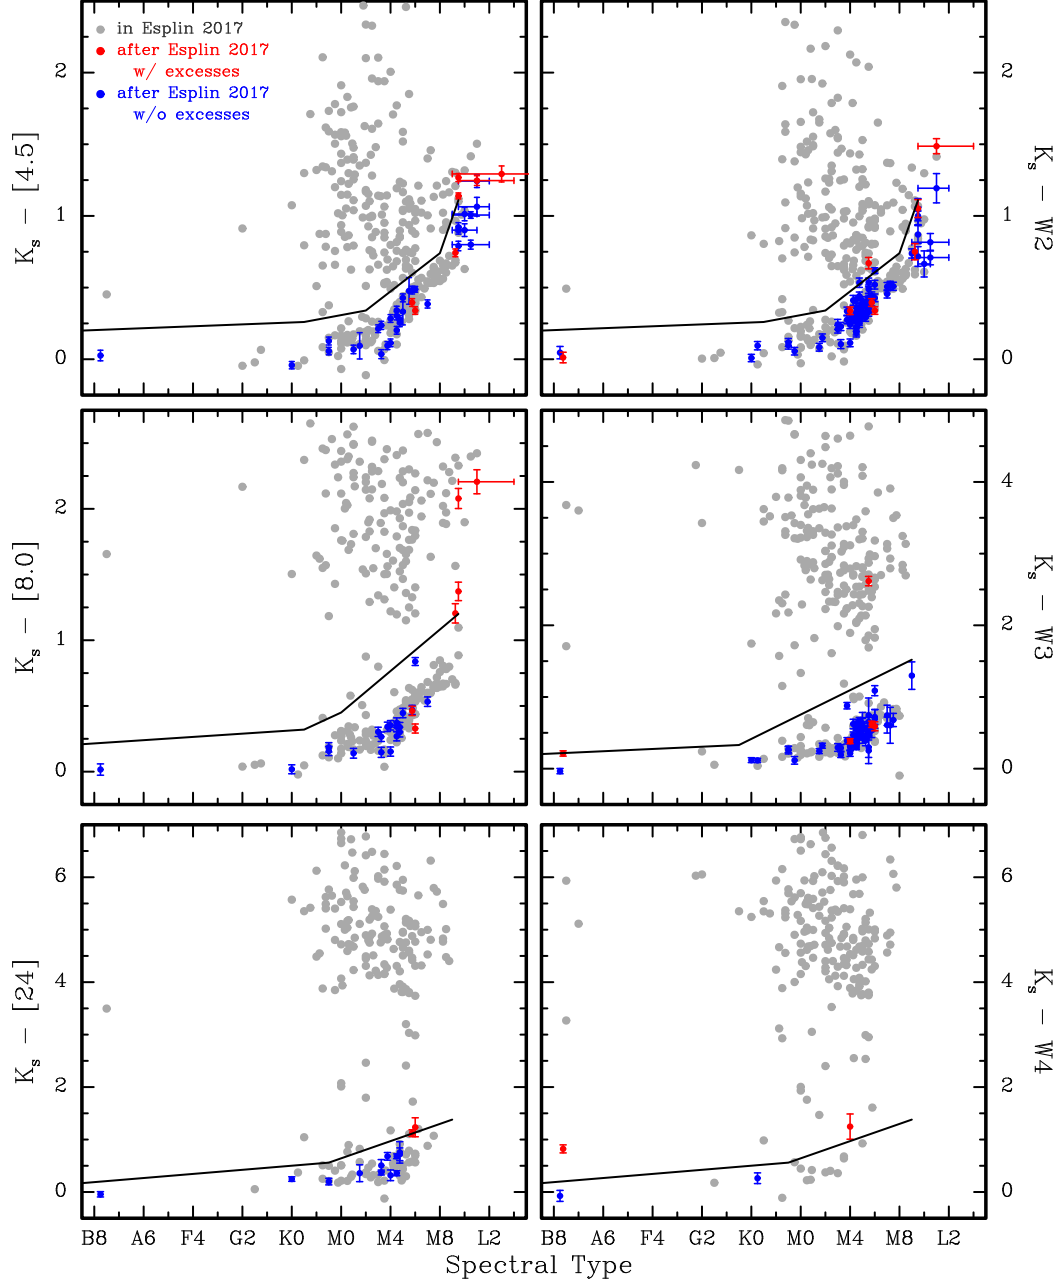 in Esplin 2017
after Esplin 2017
w/ excesses
after Esplin 2017
w/o excesses
2
1
0
Ks − [4.5]
2
1
0
Ks − W2
2
1
0
Ks − [8.0]
4
2
0
Ks − W3
6
4
2
0
Ks − [24]
6
4
2
0
Ks − W4
B8 A6 F4 G2 K0 M0 M4 M8 L2
B8 A6 F4 G2 K0 M0 M4 M8 L2
Spectral Type